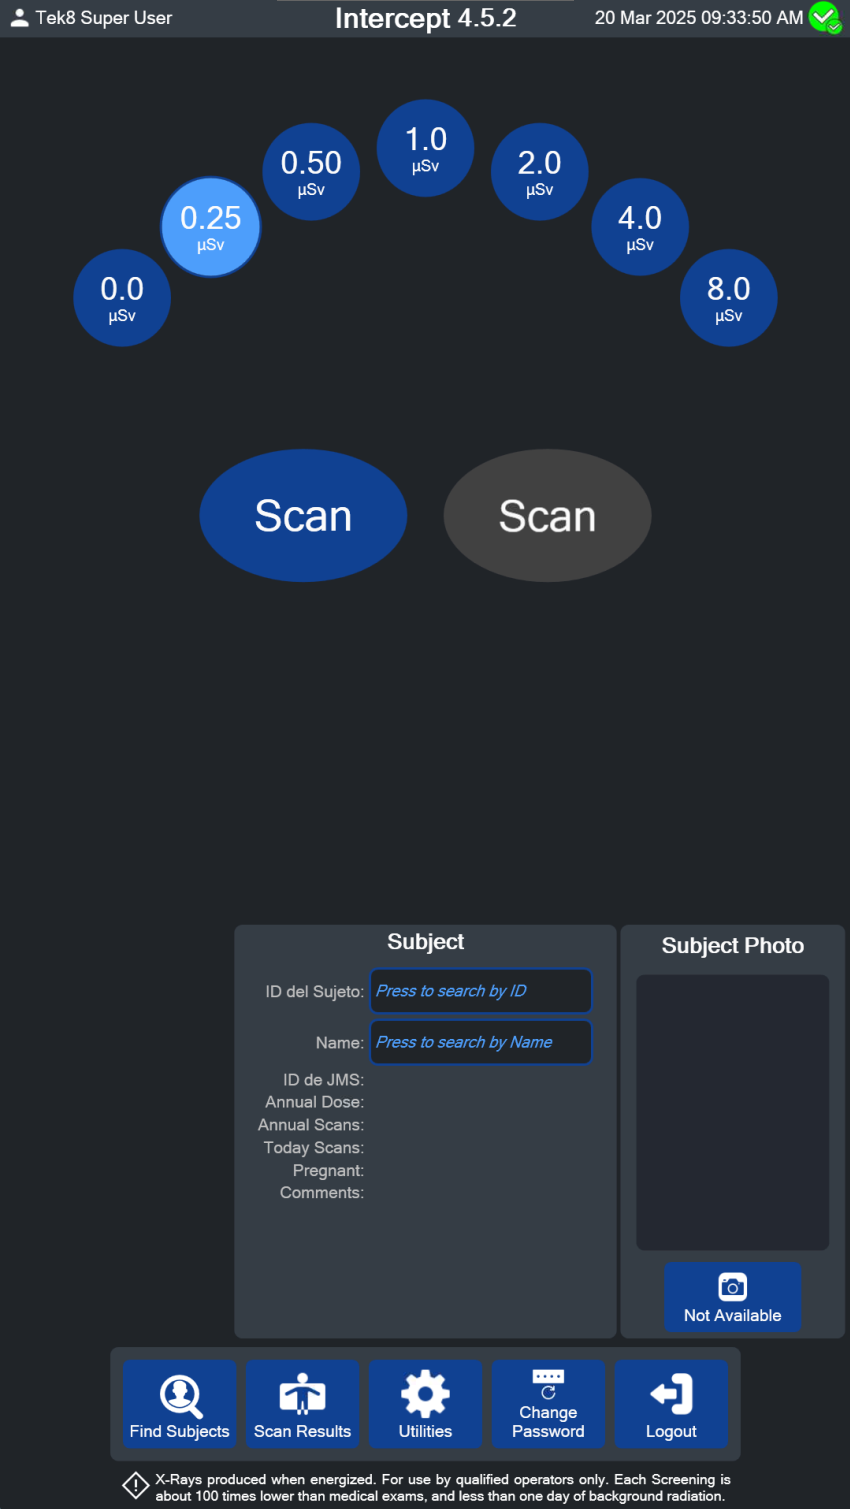 Tek8 Super User
Intercept 4.5.2
20 Mar 2025 09:33:50 AM
0.0
µSv
0.25
µSv
0.50
µSv
1.0
µSv
2.0
µSv
4.0
µSv
8.0
µSv
Scan
Scan
Subject
ID del Sujeto: Press to search by ID
Name: Press to search by Name
ID de JMS:
Annual Dose:
Annual Scans:
Today Scans:
Pregnant:
Comments:
Subject Photo
Not Available
Find Subjects
Scan Results
Utilities
Change
Password
Logout
X-Rays produced when energized. For use by qualified operators only. Each Screening is
about 100 times lower than medical exams, and less than one day of background radiation.